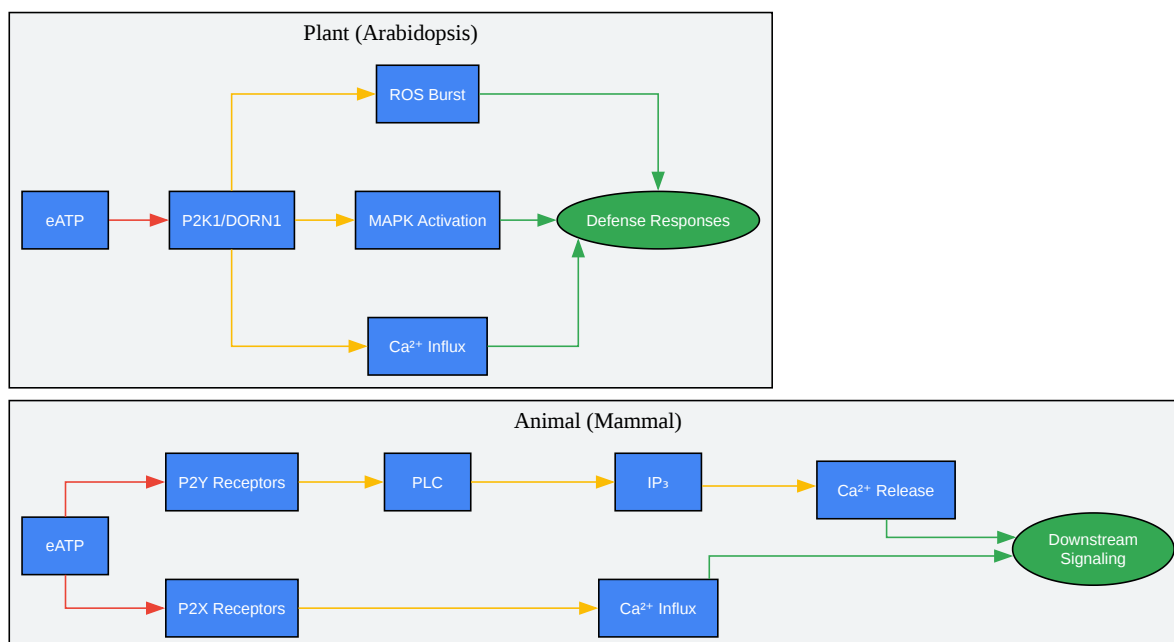 Plant (Arabidopsis)
ROS Burst
eATP
P2K1/DORN1
MAPK Activation
Defense Responses
Ca²⁺ Influx
Animal (Mammal)
P2Y Receptors
PLC
IP₃
Ca²⁺ Release
eATP
Downstream
Signaling
P2X Receptors
Ca²⁺ Influx